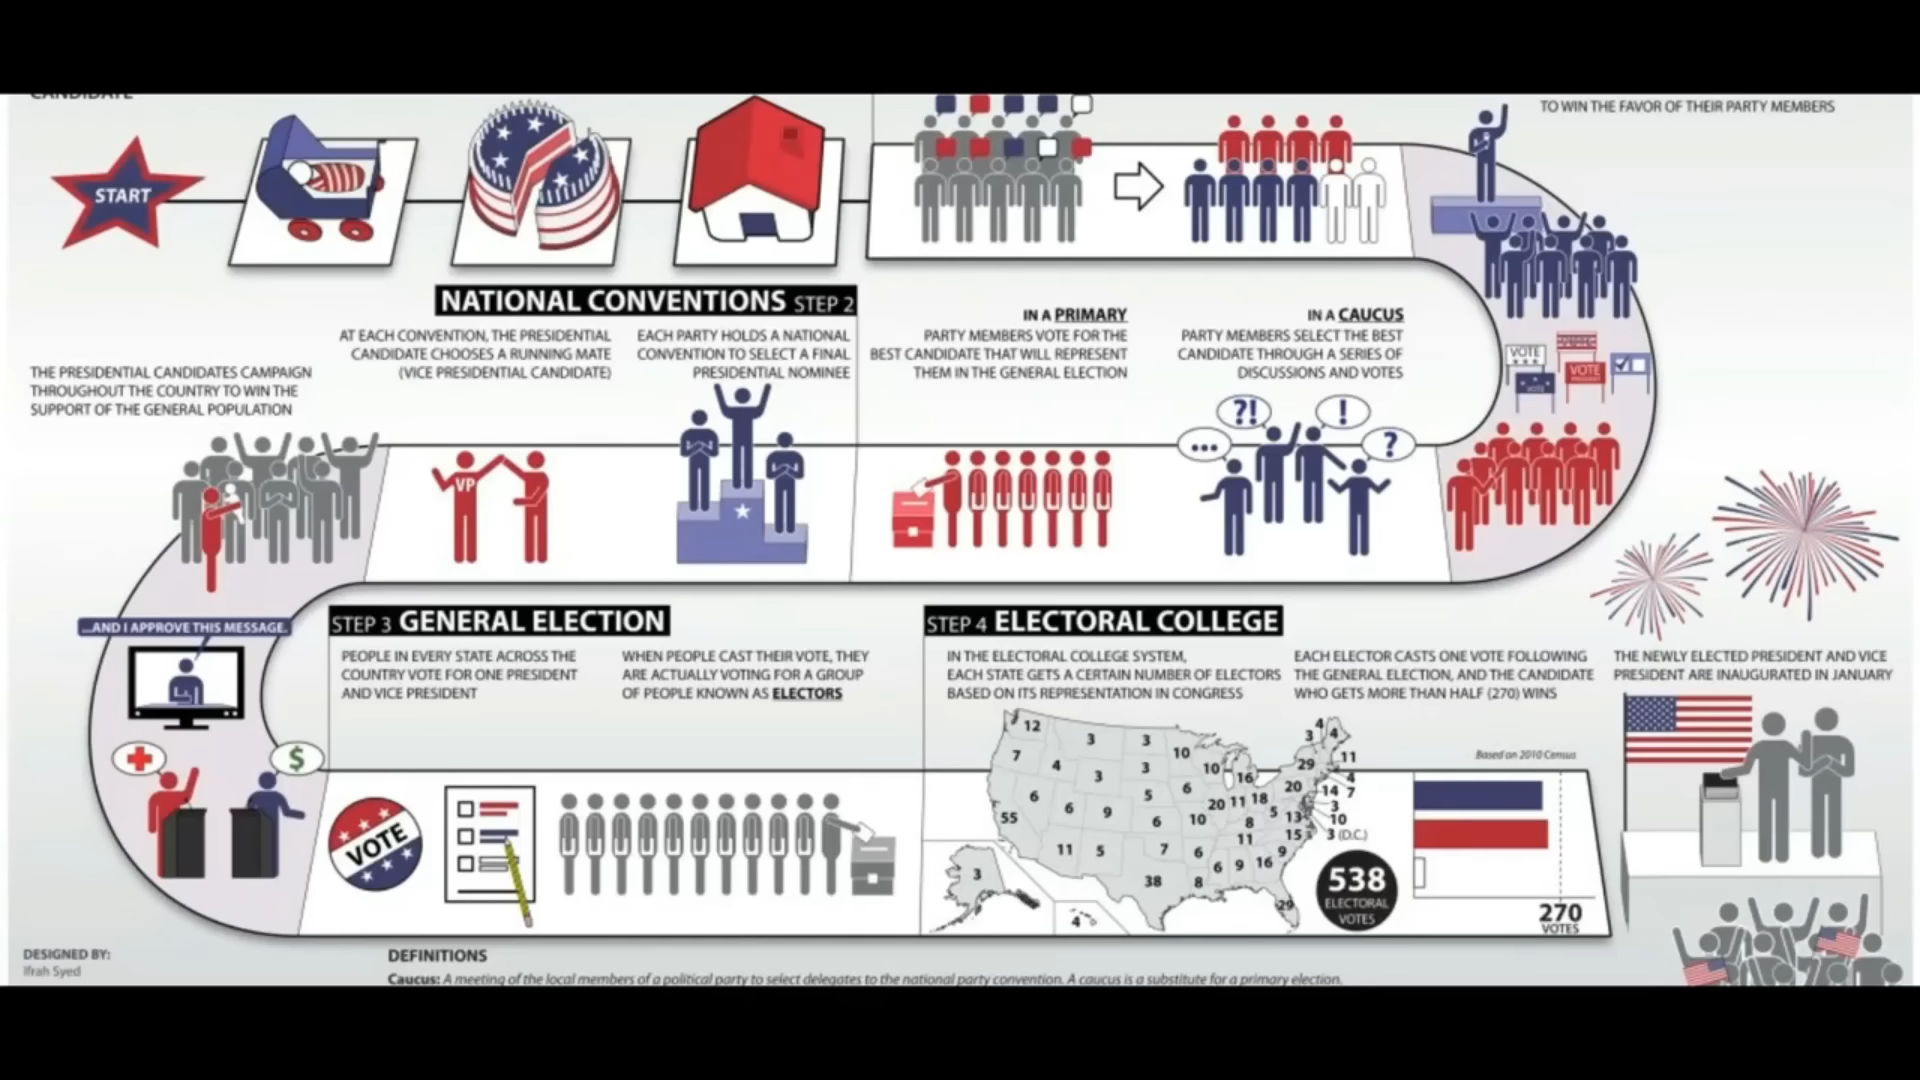 CANDIDATE
TO WIN THE FAVOR OF THEIR PARTY MEMBERS
START
NATIONAL CONVENTIONS STEP 2
AT EACH CONVENTION, THE PRESIDENTIAL
CANDIDATE CHOOSES A RUNNING MATE
(VICE PRESIDENTIAL CANDIDATE)
EACH PARTY HOLDS A NATIONAL
CONVENTION TO SELECT A FINAL
PRESIDENTIAL NOMINEE
IN A PRIMARY
PARTY MEMBERS VOTE FOR THE
BEST CANDIDATE THAT WILL REPRESENT
THEM IN THE GENERAL ELECTION
IN A CAUCUS
PARTY MEMBERS SELECT THE BEST
CANDIDATE THROUGH A SERIES OF
DISCUSSIONS AND VOTES
VOTE
VOTE
VOTE
THE PRESIDENTIAL CANDIDATES CAMPAIGN
THROUGHOUT THE COUNTRY TO WIN THE
SUPPORT OF THE GENERAL POPULATION
VP
...
?!
!
?
...AND I APPROVE THIS MESSAGE.
$
STEP 3 GENERAL ELECTION
PEOPLE IN EVERY STATE ACROSS THE
COUNTRY VOTE FOR ONE PRESIDENT
AND VICE PRESIDENT
WHEN PEOPLE CAST THEIR VOTE, THEY
ARE ACTUALLY VOTING FOR A GROUP
OF PEOPLE KNOWN AS ELECTORS
VOTE
STEP 4 ELECTORAL COLLEGE
IN THE ELECTORAL COLLEGE SYSTEM,
EACH STATE GETS A CERTAIN NUMBER OF ELECTORS
BASED ON ITS REPRESENTATION IN CONGRESS
EACH ELECTOR CASTS ONE VOTE FOLLOWING
THE GENERAL ELECTION, AND THE CANDIDATE
WHO GETS MORE THAN HALF (270) WINS
THE NEWLY ELECTED PRESIDENT AND VICE
PRESIDENT ARE INAUGURATED IN JANUARY
12 3 3 10 3 4 4
7 4 3 3 10 16 29 11
6 6 9 5 6 20 11 18 20 14 4 7
55 6 10 8 5 13 3 10
11 5 7 6 11 15 3 (D.C.)
3 38 8 6 9 16 9
4 29
Based on 2010 Census
538
ELECTORAL
VOTES
270
VOTES
DESIGNED BY:
Ifrah Syed
DEFINITIONS
Caucus: A meeting of the local members of a political party to select delegates to the national party convention. A caucus is a substitute for a primary election.